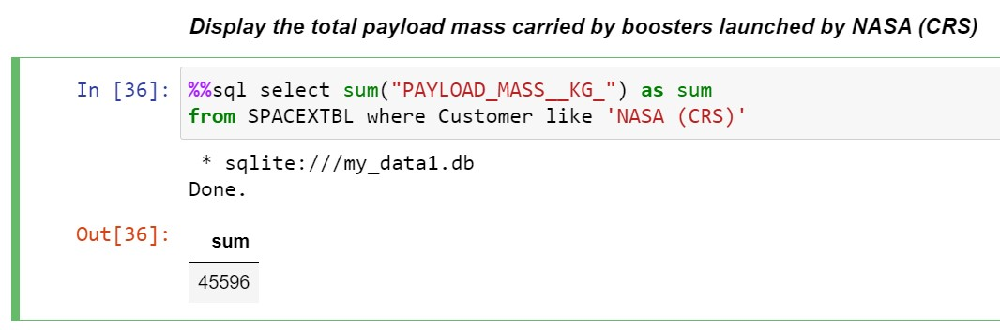 Display the total payload mass carried by boosters launched by NASA (CRS)
In [36]: %%sql select sum("PAYLOAD_MASS__KG_") as sum
from SPACEXTBL where Customer like 'NASA (CRS)'
* sqlite:///my_data1.db
Done.
Out[36]:
sum
45596